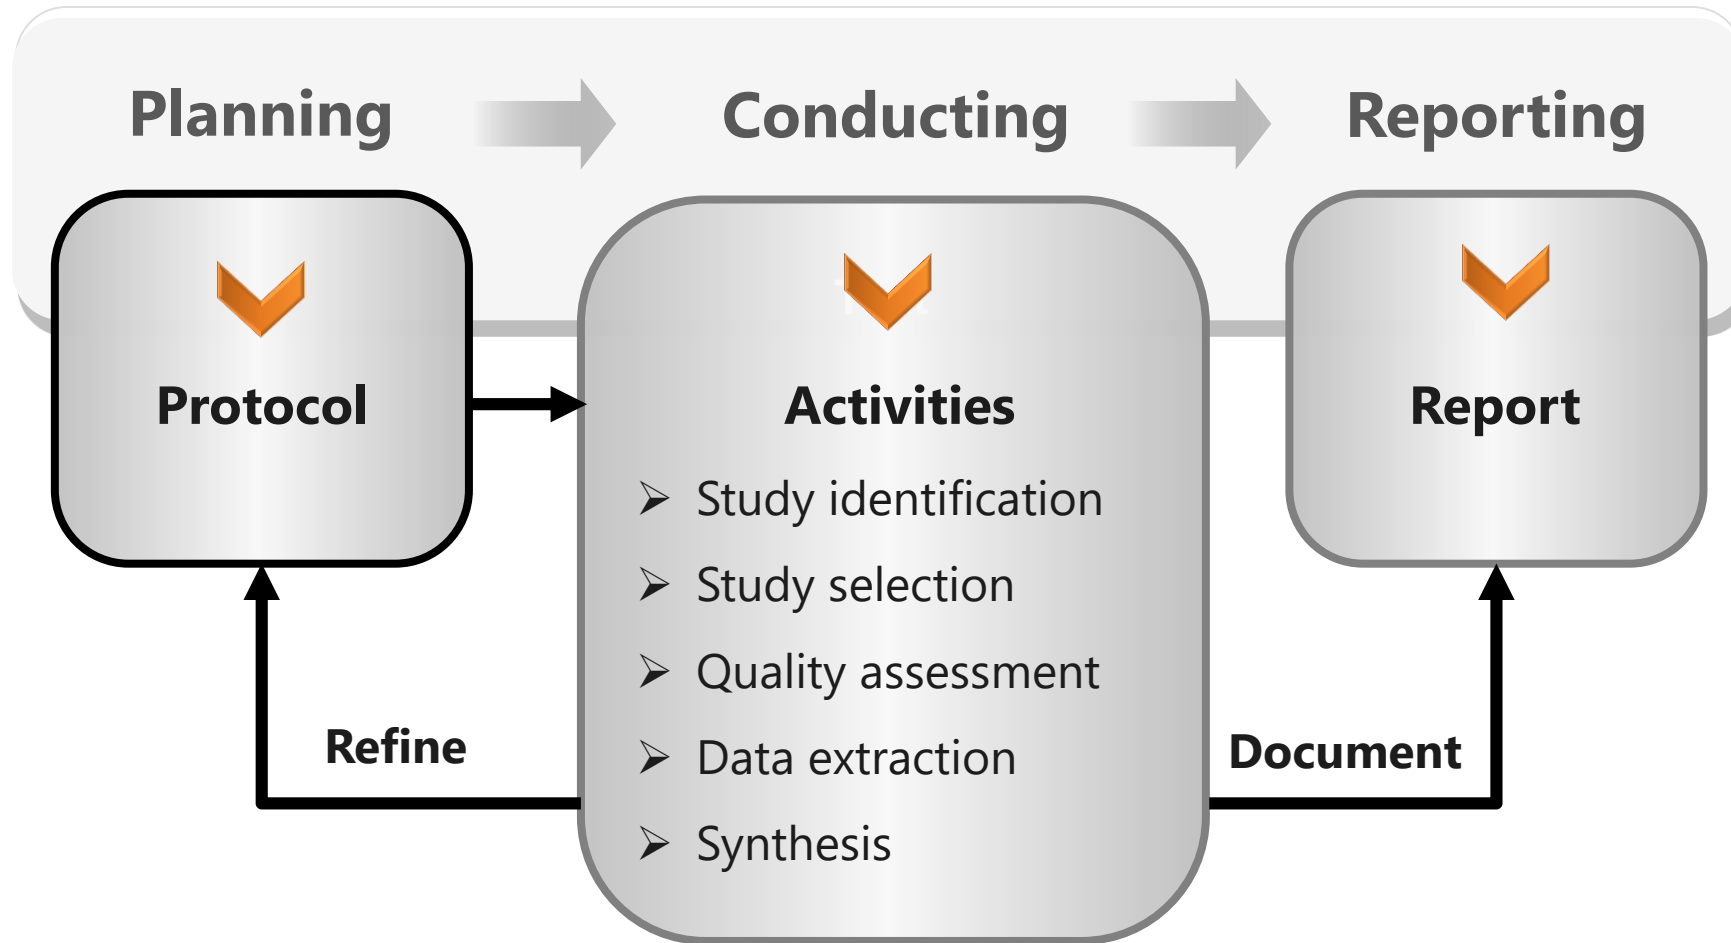 Planning
Conducting
Reporting
Protocol
Activities
Study identification
Study selection
Quality assessment
Data extraction
Synthesis
Report
Refine
Document